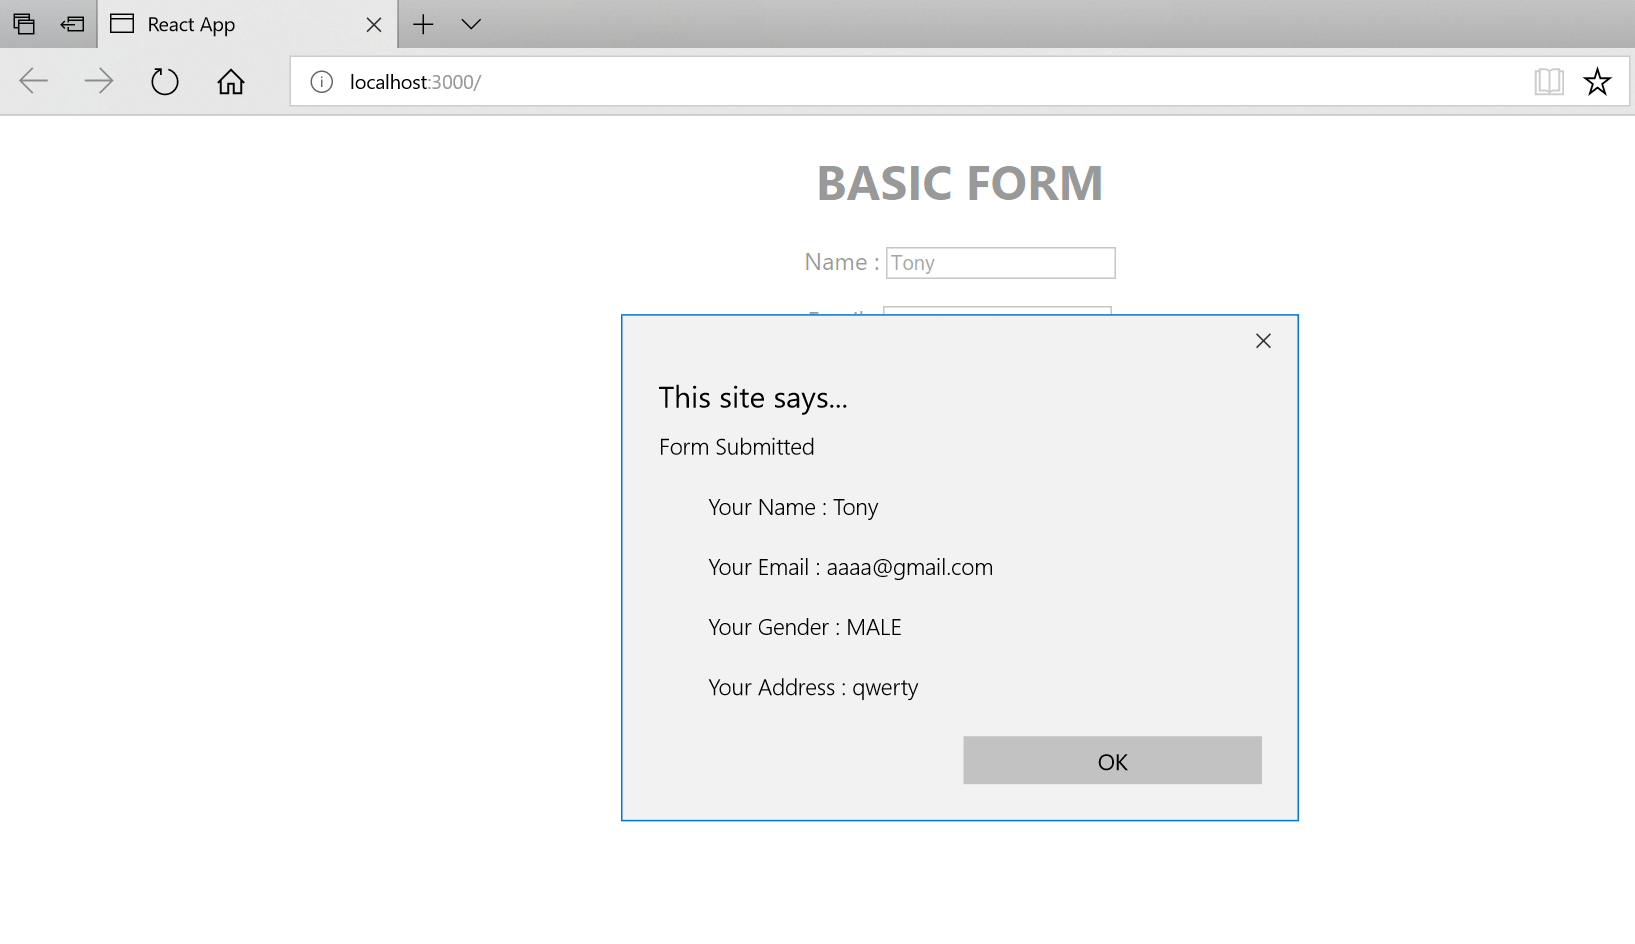 React App
localhost:3000/
BASIC FORM
Name : Tony
This site says...
Form Submitted
Your Name : Tony
Your Email : aaaa@gmail.com
Your Gender : MALE
Your Address : qwerty
OK